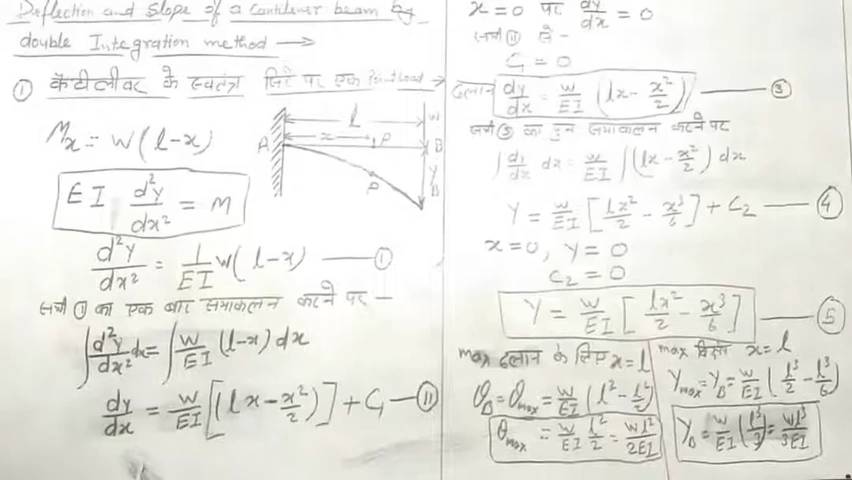 Deflection and Slope of a Cantilever beam by
double Integration method →
① कैंटीलीवर के स्वतंत्र सिरे पर एक Point load →
Mx = W(l-x)
l
x
P
A
B
W
Y
B
P
EI d²y/dx² = M
d²y/dx² = 1/EI W(l-x) — ①
समी ① का एक बार समाकलन करने पर -
∫d²y/dx² dx = ∫W/EI (l-x) dx
dy/dx = W/EI [(lx - x²/2)] + C₁ — ⑪
x=0 पर dy/dx = 0
समी ⑪ से -
C₁ = 0
ढलान dy/dx = W/EI (lx - x²/2) — ③
समी ③ का पुनः समाकलन करने पर
∫dy/dx dx = W/EI ∫(lx - x²/2) dx
Y = W/EI [lx²/2 - x³/6] + C₂ — ④
x=0, y=0
C₂ = 0
Y = W/EI [lx²/2 - x³/6] — ⑤
max ढलान के लिए x=l
θB = θmax = W/EI (l² - l²/2)
θmax = W/EI l²/2 = Wl²/2EI
max x=l
Ymax = YB = W/EI (l³/2 - l³/6)
YB = W/EI (l³/3) = Wl³/3EI